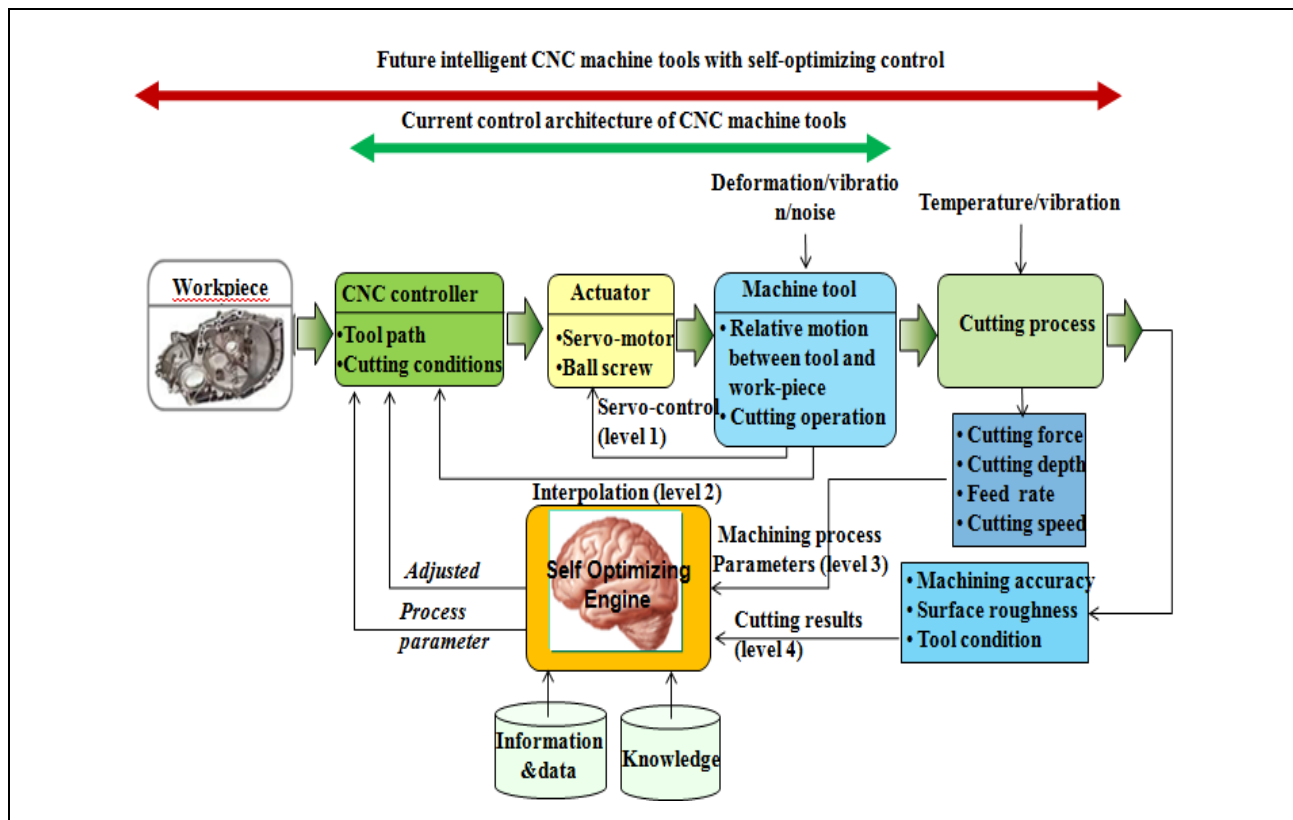 Future intelligent CNC machine tools with self-optimizing control
Current control architecture of CNC machine tools
Deformation/vibratio
n/noise
Temperature/vibration
Workpiece
CNC controller
•Tool path
•Cutting conditions
Actuator
•Servo-motor
•Ball screw
Machine tool
• Relative motion
between tool and
work-piece
• Cutting operation
Cutting process
Servo-control
(level 1)
Interpolation (level 2)
• Cutting force
• Cutting depth
• Feed rate
• Cutting speed
Machining process
Parameters (level 3)
Self Optimizing
Engine
Adjusted
Process
parameter
Cutting results
(level 4)
• Machining accuracy
• Surface roughness
• Tool condition
Information
&data
Knowledge